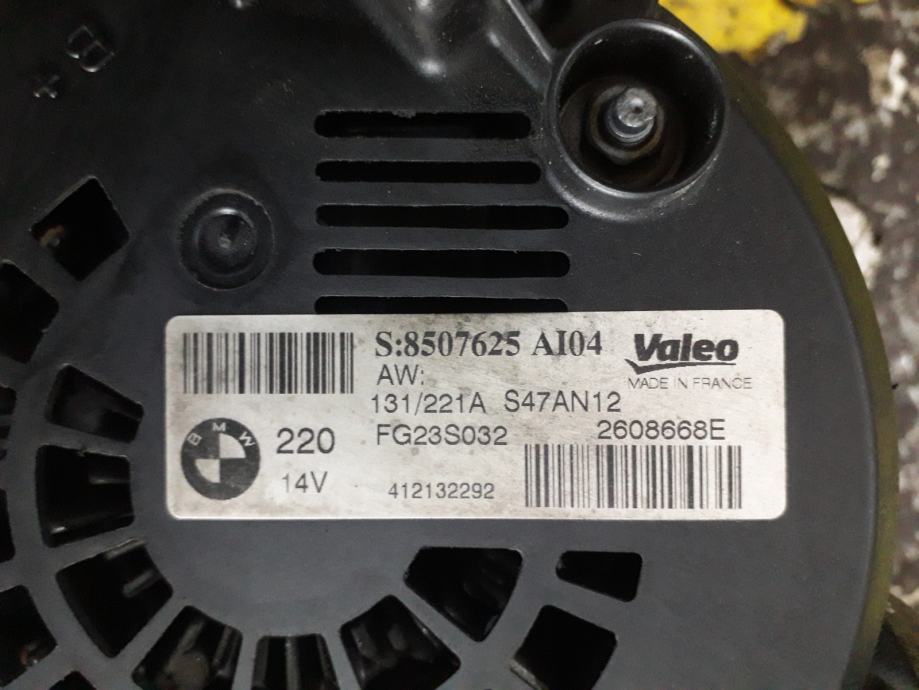 B
+
S:8507625 AI04
Valeo
MADE IN FRANCE
AW:
131/221A S47AN12
BMW
220
FG23S032
2608668E
14V
412132292